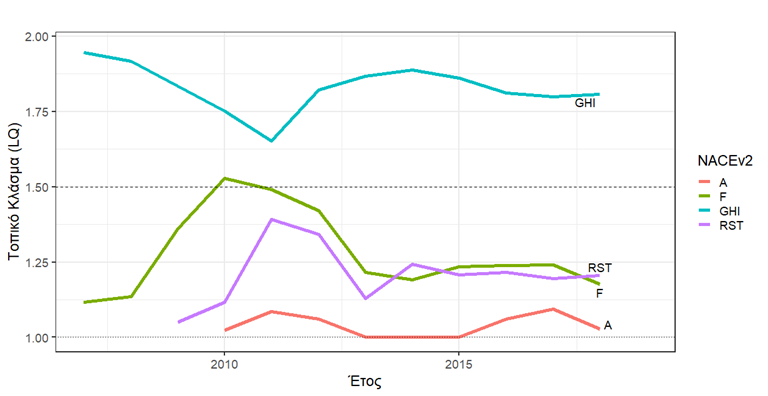 2.00
1.75
1.50
1.25
1.00
Τοπικό Κλάσμα (LQ)
GHI
RST
F
A
2010
2015
Έτος
NACEv2
A
F
GHI
RST